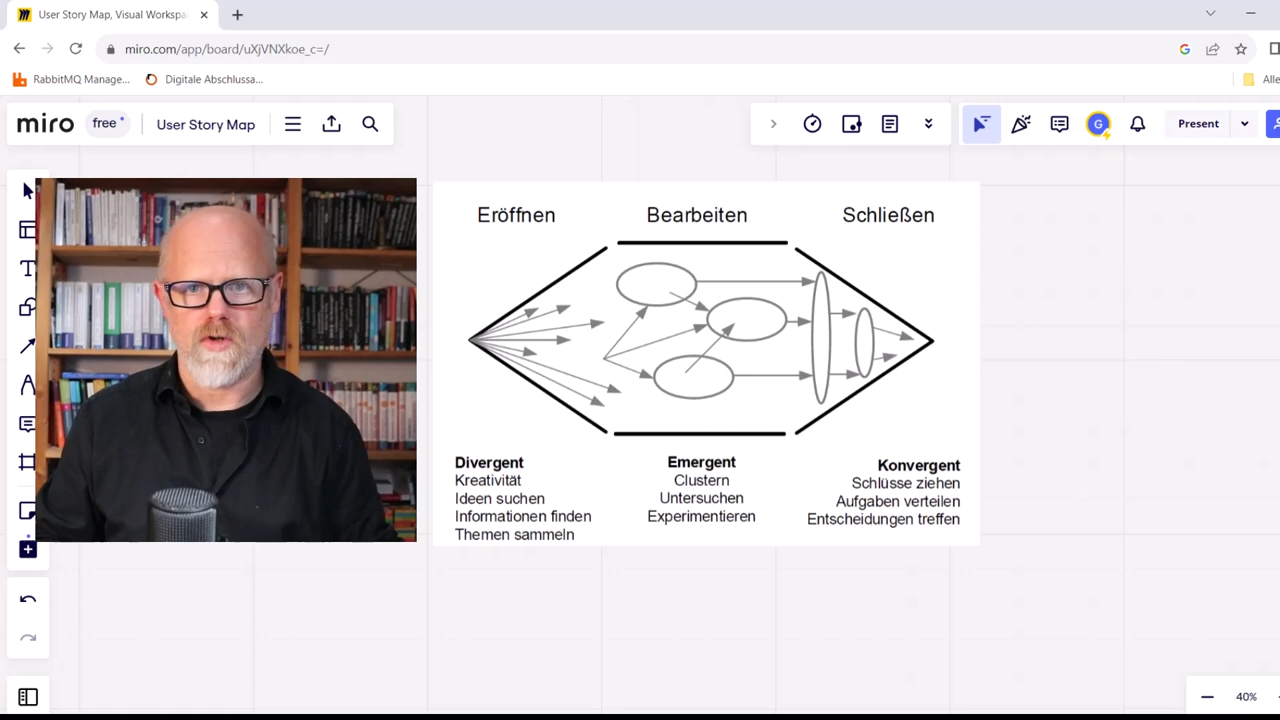 User Story Map, Visual Workspa
miro.com/app/board/uXjVNXkoe_c=/
RabbitMQ Manage...
Digitale Abschlussa...
Alle
miro
free
User Story Map
G
Present
Eröffnen
Bearbeiten
Schließen
Divergent
Kreativität
Ideen suchen
Informationen finden
Themen sammeln
Emergent
Clustern
Untersuchen
Experimentieren
Konvergent
Schlüsse ziehen
Aufgaben verteilen
Entscheidungen treffen
40%